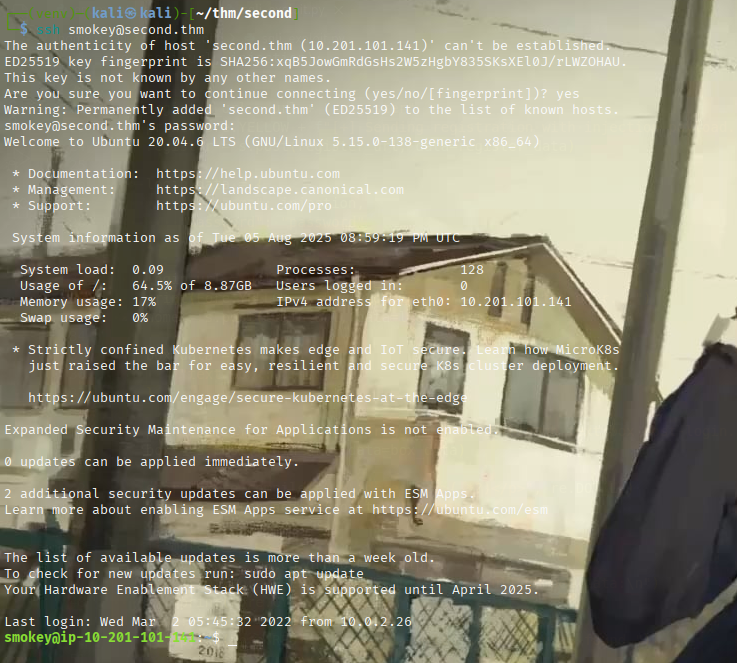 (kali㉿kali)-[~/thm/second]
$ ssh smokey@second.thm
The authenticity of host 'second.thm (10.201.101.141)' can't be established.
ED25519 key fingerprint is SHA256:xqB5JowGmRdGsHs2W5zHgbY835SKsXEl0J/rLWZOHAU.
This key is not known by any other names.
Are you sure you want to continue connecting (yes/no/[fingerprint])? yes
Warning: Permanently added 'second.thm' (ED25519) to the list of known hosts.
smokey@second.thm's password:
Welcome to Ubuntu 20.04.6 LTS (GNU/Linux 5.15.0-138-generic x86_64)
* Documentation:  https://help.ubuntu.com
* Management:     https://landscape.canonical.com
* Support:        https://ubuntu.com/pro
System information as of Tue 05 Aug 2025 08:59:19 PM UTC
System load:  0.09               Processes:             128
Usage of /:   64.5% of 8.87GB   Users logged in:       0
Memory usage: 17%               IPv4 address for eth0: 10.201.101.141
Swap usage:   0%
* Strictly confined Kubernetes makes edge and IoT secure. Learn how MicroK8s
just raised the bar for easy, resilient and secure K8s cluster deployment.
https://ubuntu.com/engage/secure-kubernetes-at-the-edge
Expanded Security Maintenance for Applications is not enabled.
0 updates can be applied immediately.
2 additional security updates can be applied with ESM Apps.
Learn more about enabling ESM Apps service at https://ubuntu.com/esm
The list of available updates is more than a week old.
To check for new updates run: sudo apt update
Your Hardware Enablement Stack (HWE) is supported until April 2025.
Last login: Wed Mar  2 05:45:32 2022 from 10.0.2.26
smokey@ip-10-201-101-141:~$ _
2016